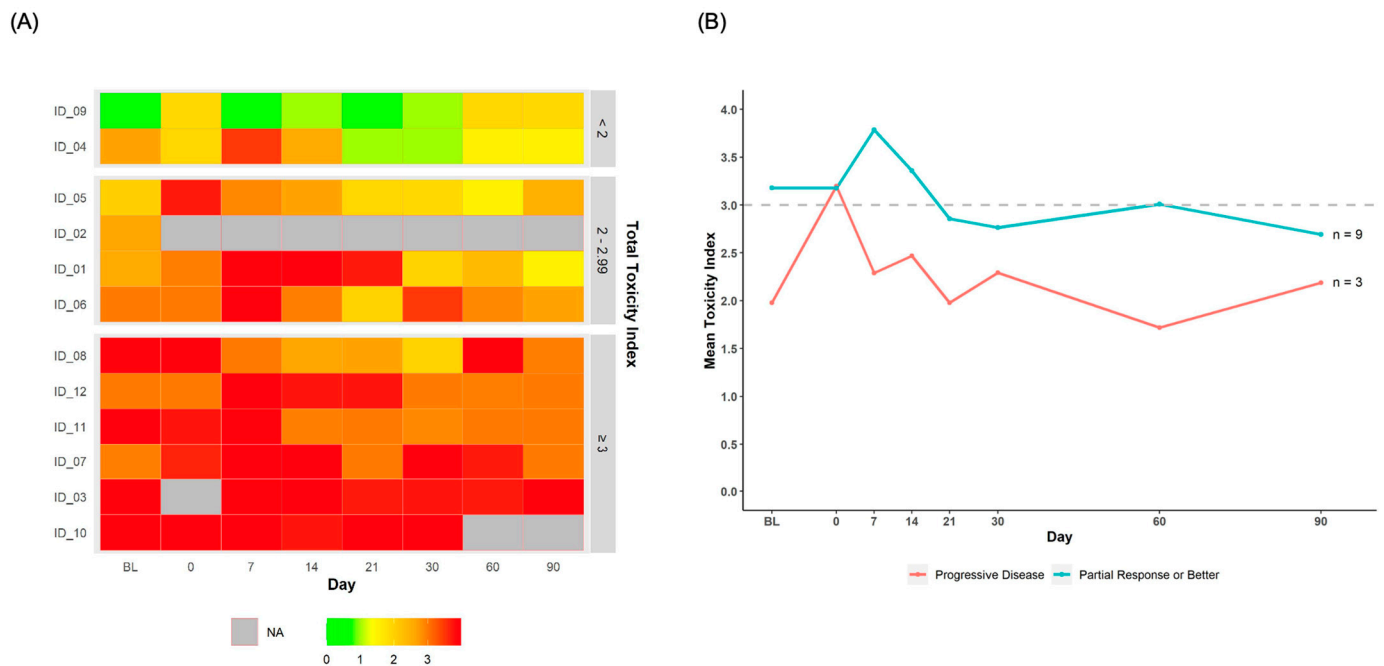 (A)
ID_09
ID_04
< 2
ID_05
ID_02
ID_01
ID_06
2 - 2.99
ID_08
ID_12
ID_11
ID_07
ID_03
ID_10
≥ 3
Total Toxicity Index
BL 0 7 14 21 30 60 90
Day
NA
0 1 2 3
(B)
Mean Toxicity Index
4.0
3.5
3.0
2.5
2.0
1.5
1.0
0.5
0.0
n = 9
n = 3
BL 0 7 14 21 30 60 90
Day
Progressive Disease Partial Response or Better